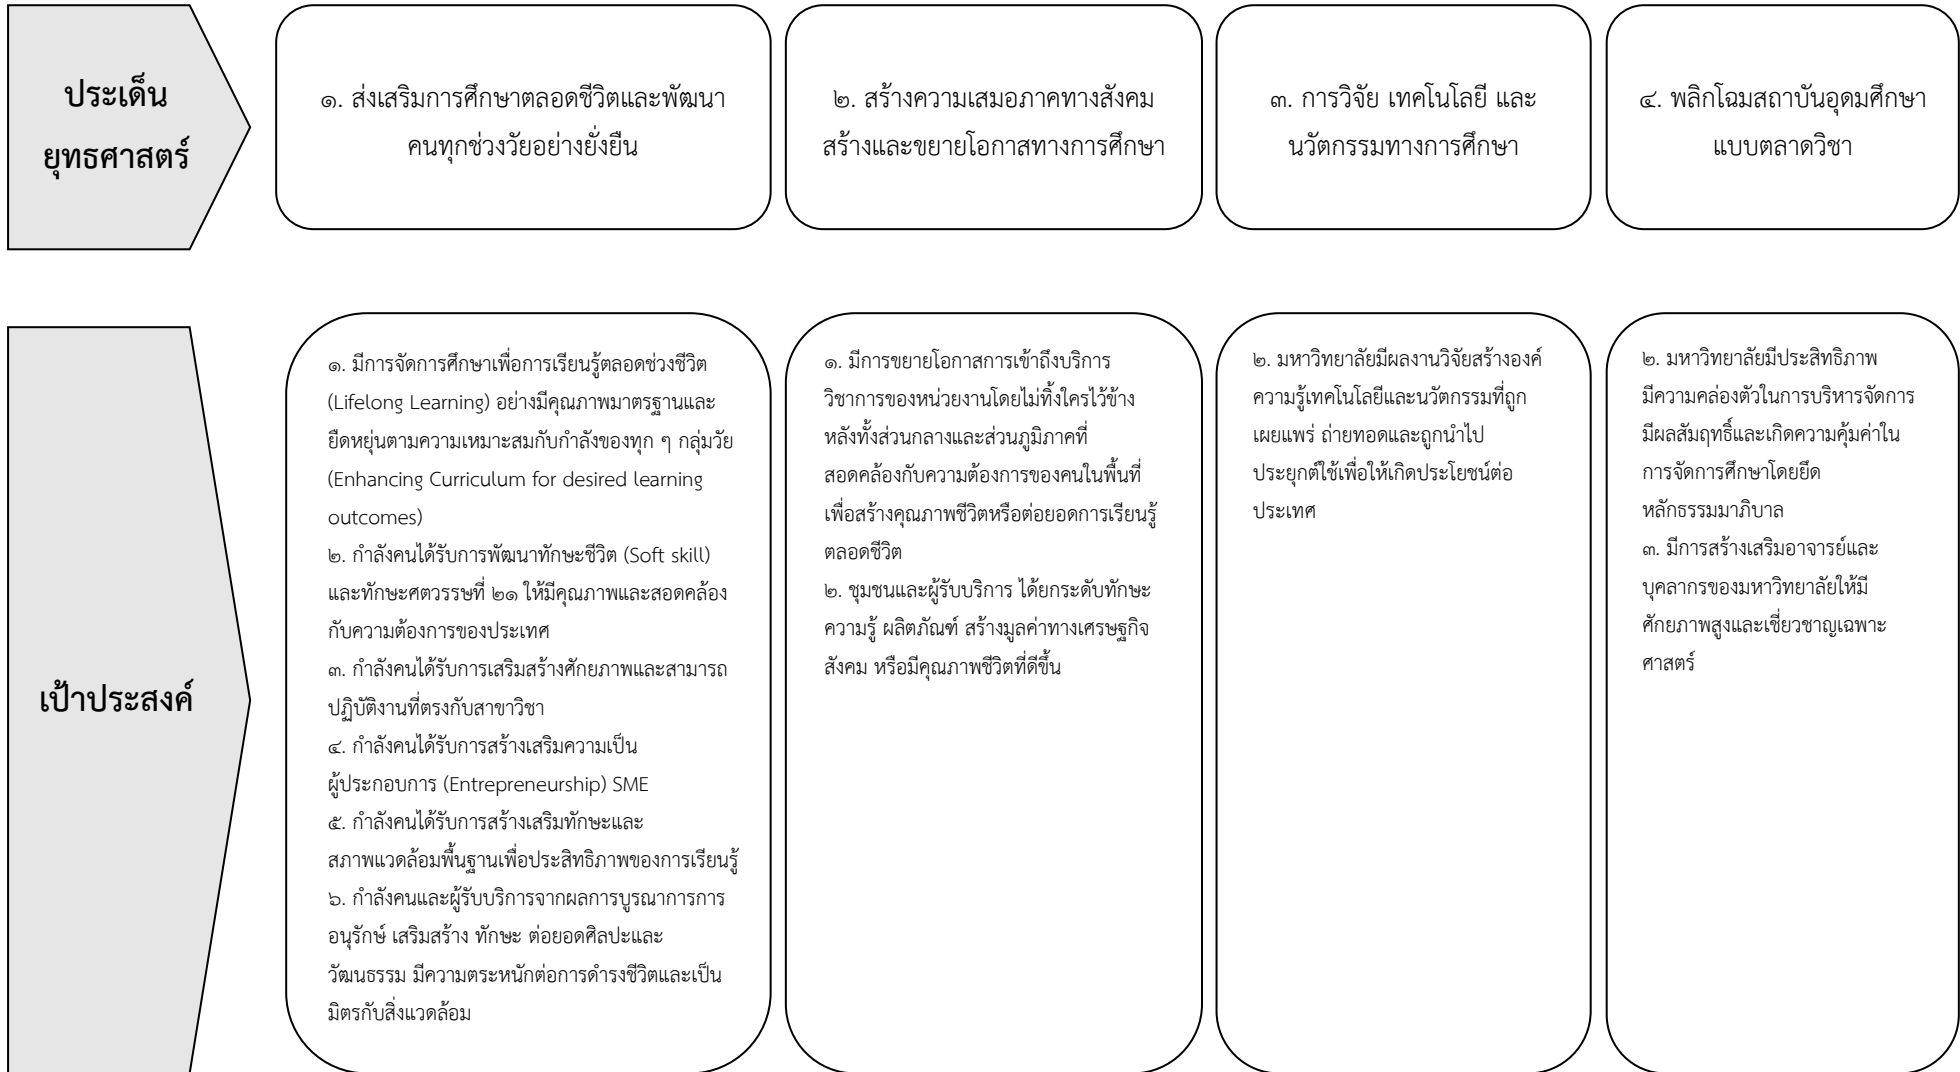 ประเด็น
ยุทธศาสตร์
๑. ส่งเสริมการศึกษาตลอดชีวิตและพัฒนา
คนทุกช่วงวัยอย่างยั่งยืน
๒. สร้างความเสมอภาคทางสังคม
สร้างและขยายโอกาสทางการศึกษา
๓. การวิจัย เทคโนโลยี และ
นวัตกรรมทางการศึกษา
๔. พลิกโฉมสถาบันอุดมศึกษา
แบบตลาดวิชา
เป้าประสงค์
๑. มีการจัดการศึกษาเพื่อการเรียนรู้ตลอดช่วงชีวิต
(Lifelong Learning) อย่างมีคุณภาพมาตรฐานและ
ยืดหยุ่นตามความเหมาะสมกับกำลังของทุก ๆ กลุ่มวัย
(Enhancing Curriculum for desired learning
outcomes)
๒. กำลังคนได้รับการพัฒนาทักษะชีวิต (Soft skill)
และทักษะศตวรรษที่ ๒๑ ให้มีคุณภาพและสอดคล้อง
กับความต้องการของประเทศ
๓. กำลังคนได้รับการเสริมสร้างศักยภาพและสามารถ
ปฏิบัติงานที่ตรงกับสาขาวิชา
๔. กำลังคนได้รับการสร้างเสริมความเป็น
ผู้ประกอบการ (Entrepreneurship) SME
๕. กำลังคนได้รับการสร้างเสริมทักษะและ
สภาพแวดล้อมพื้นฐานเพื่อประสิทธิภาพของการเรียนรู้
๖. กำลังคนและผู้รับบริการจากผลการบูรณาการการ
อนุรักษ์ เสริมสร้าง ทักษะ ต่อยอดศิลปะและ
วัฒนธรรม มีความตระหนักต่อการดำรงชีวิตและเป็น
มิตรกับสิ่งแวดล้อม
๑. มีการขยายโอกาสการเข้าถึงบริการ
วิชาการของหน่วยงานโดยไม่ทิ้งใครไว้ข้าง
หลังทั้งส่วนกลางและส่วนภูมิภาคที่
สอดคล้องกับความต้องการของคนในพื้นที่
เพื่อสร้างคุณภาพชีวิตหรือต่อยอดการเรียนรู้
ตลอดชีวิต
๒. ชุมชนและผู้รับบริการ ได้ยกระดับทักษะ
ความรู้ ผลิตภัณฑ์ สร้างมูลค่าทางเศรษฐกิจ
สังคม หรือมีคุณภาพชีวิตที่ดีขึ้น
๒. มหาวิทยาลัยมีผลงานวิจัยสร้างองค์
ความรู้เทคโนโลยีและนวัตกรรมที่ถูก
เผยแพร่ ถ่ายทอดและถูกนำไป
ประยุกต์ใช้เพื่อให้เกิดประโยชน์ต่อ
ประเทศ
๒. มหาวิทยาลัยมีประสิทธิภาพ
มีความคล่องตัวในการบริหารจัดการ
มีผลสัมฤทธิ์และเกิดความคุ้มค่าใน
การจัดการศึกษาโดยยึด
หลักธรรมมาภิบาล
๓. มีการสร้างเสริมอาจารย์และ
บุคลากรของมหาวิทยาลัยให้มี
ศักยภาพสูงและเชี่ยวชาญเฉพาะ
ศาสตร์